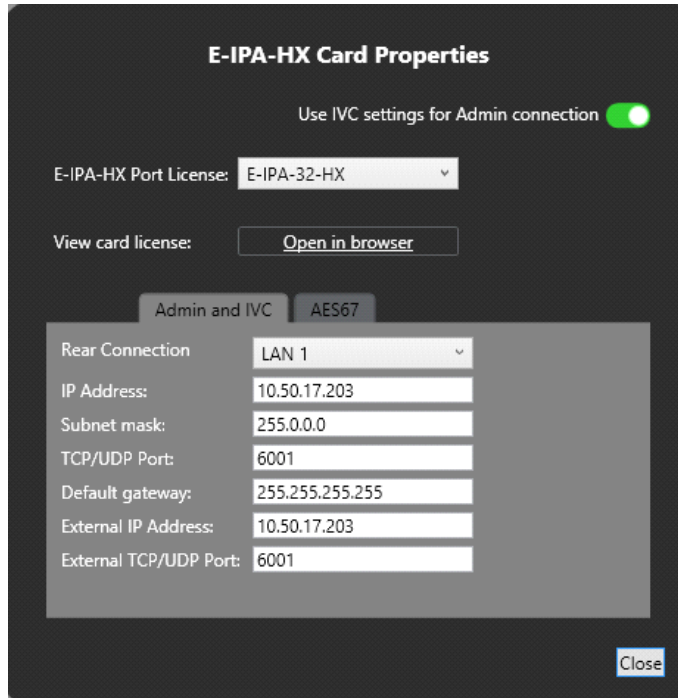 E-IPA-HX Card Properties
Use IVC settings for Admin connection
E-IPA-HX Port License: E-IPA-32-HX
View card license: Open in browser
Admin and IVC AES67
Rear Connection LAN 1
IP Address: 10.50.17.203
Subnet mask: 255.0.0.0
TCP/UDP Port: 6001
Default gateway: 255.255.255.255
External IP Address: 10.50.17.203
External TCP/UDP Port: 6001
Close